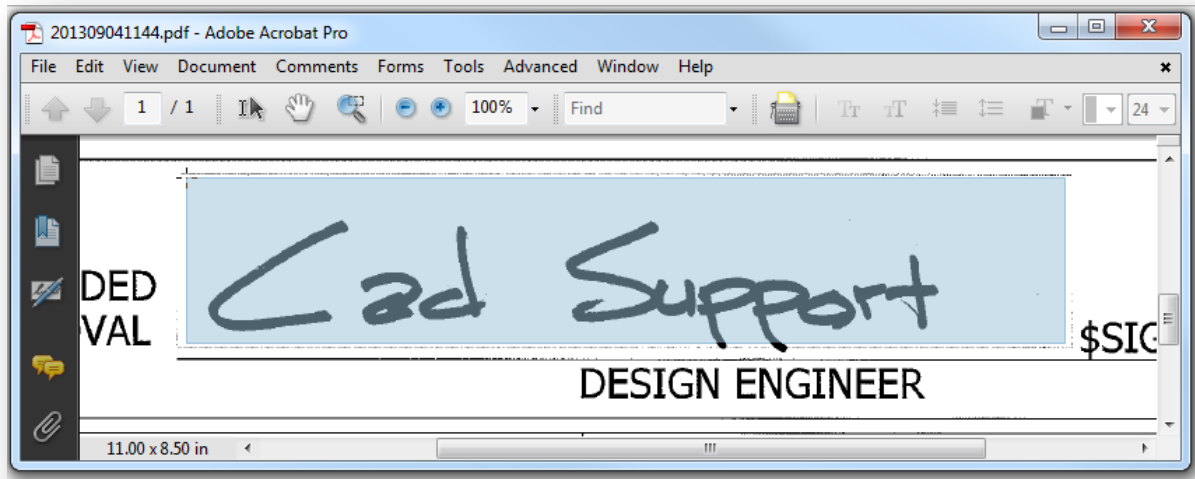 201309041144.pdf - Adobe Acrobat Pro
File Edit View Document Comments Forms Tools Advanced Window Help
1 / 1 100% Find 24
Cad Support
DED
VAL $SIG
DESIGN ENGINEER
11.00 x 8.50 in